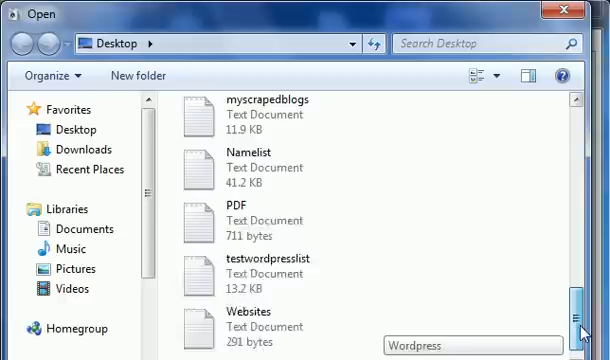 Open
Desktop
Search Desktop
Organize
New folder
Favorites
Desktop
Downloads
Recent Places
Libraries
Documents
Music
Pictures
Videos
Homegroup
myscrapedblogs
Text Document
11.9 KB
Namelist
Text Document
41.2 KB
PDF
Text Document
711 bytes
testwordpresslist
Text Document
13.2 KB
Websites
Text Document
291 bytes
Wordpress